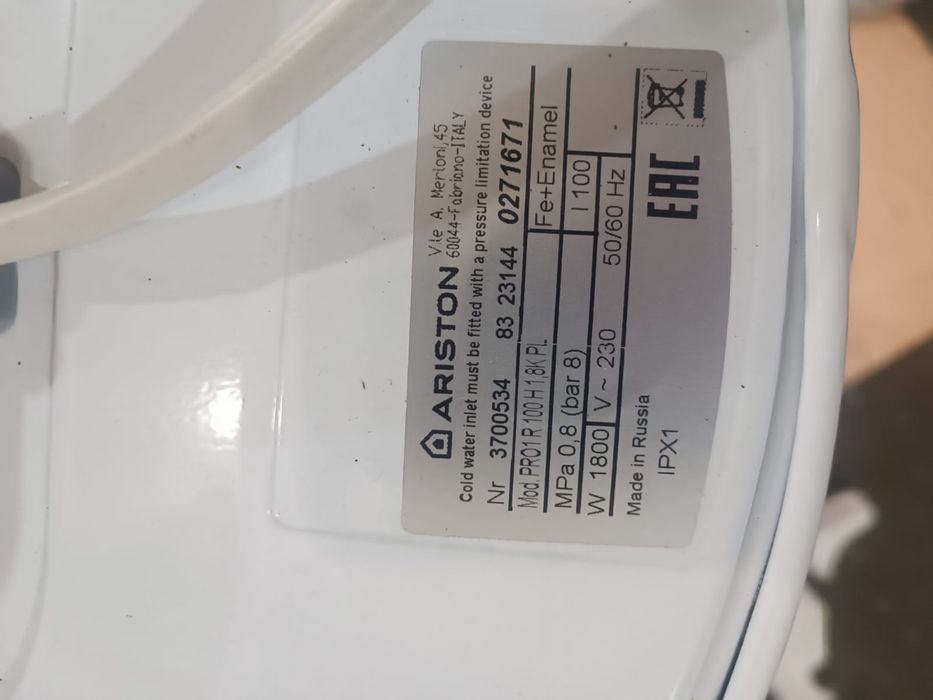 ARISTON Vle A. Merloni,45
60044-Fabriano-ITALY
Cold water inlet must be fitted with a pressure limitation device
Nr 3700534 83 23144 0271671
Mod.PRO1 R 100 H 1,8K PL Fe+Enamel
MPa 0,8 (bar 8) l 100
W 1800 V ~ 230 50/60 Hz
Made in Russia
IPX1 EAC